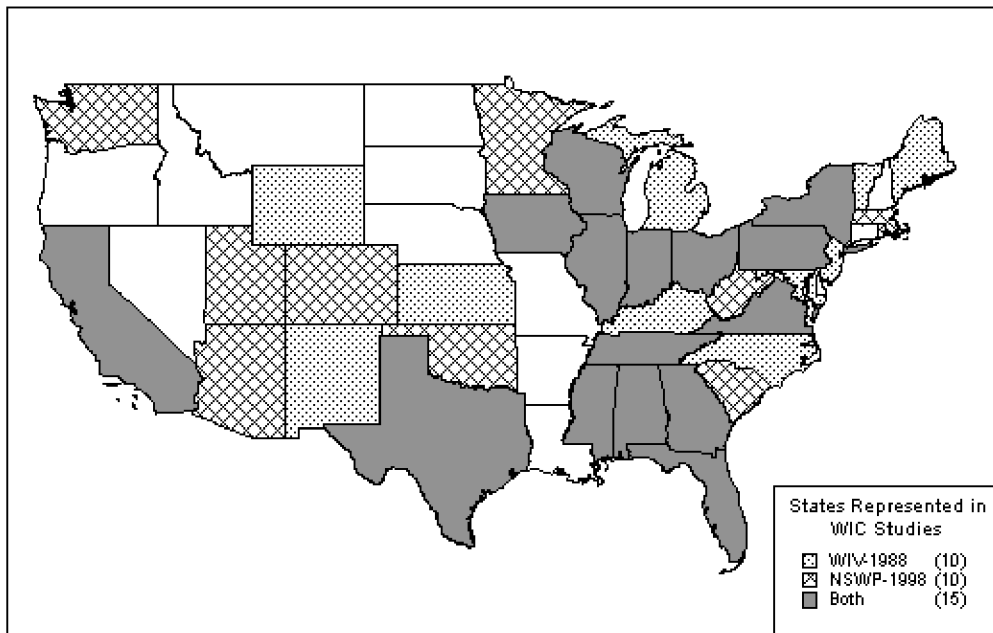 States Represented in
WIC Studies
WIV-1988 (10)
NSWP-1998 (10)
Both (15)